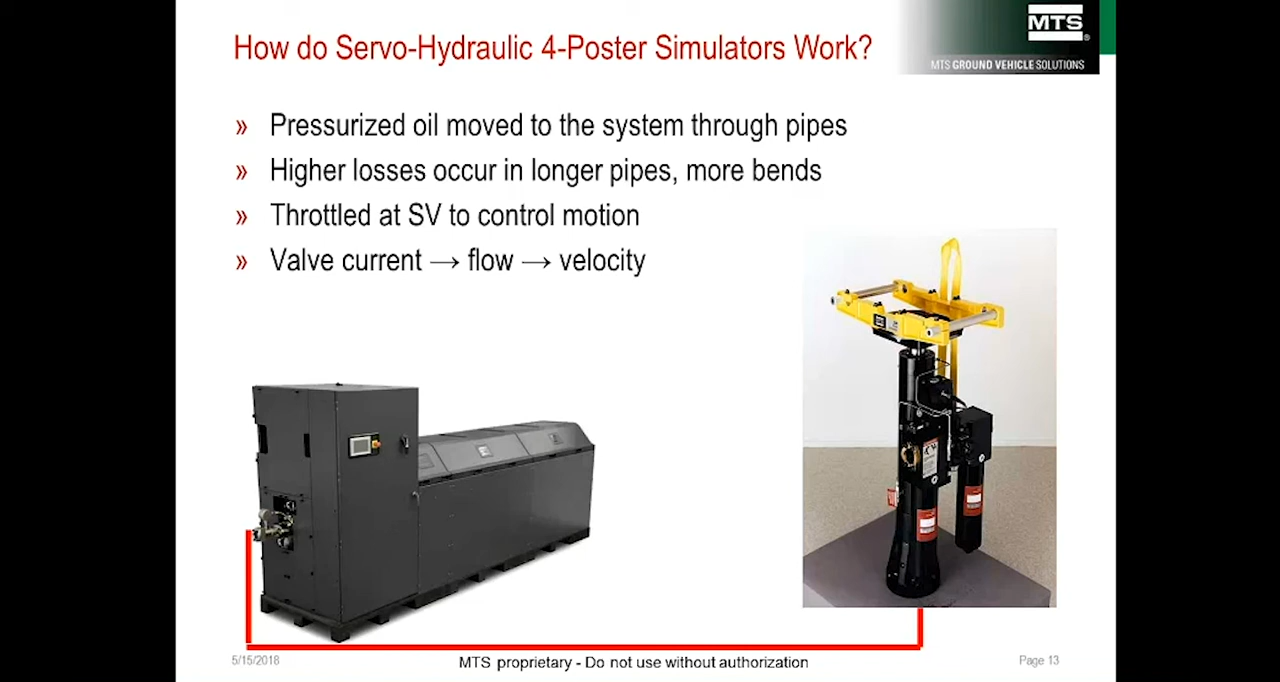 How do Servo-Hydraulic 4-Poster Simulators Work?
MTS
MTS GROUND VEHICLE SOLUTIONS
» Pressurized oil moved to the system through pipes
» Higher losses occur in longer pipes, more bends
» Throttled at SV to control motion
» Valve current → flow → velocity
5/15/2018
MTS proprietary - Do not use without authorization
Page 13